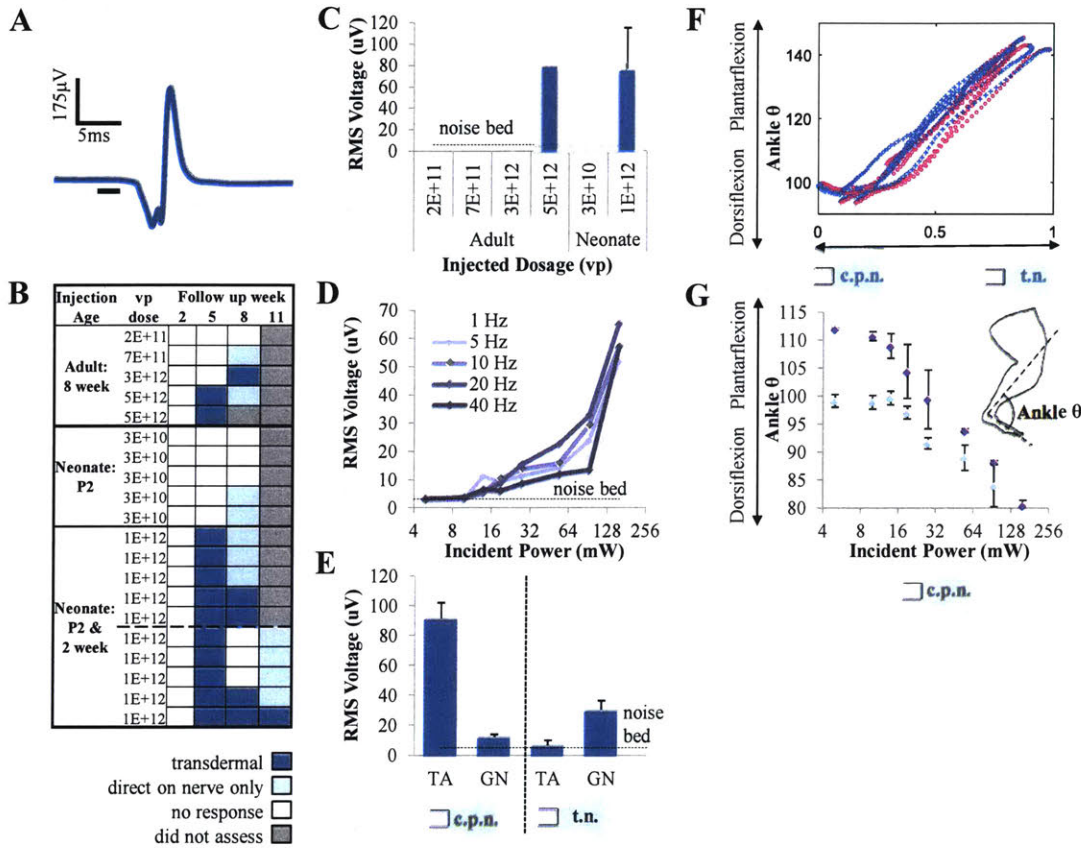 A
175μV
5ms
B
Injection Age
vp dose
Follow up week
2 5 8 11
Adult: 8 week
2E+11
7E+11
3E+12
5E+12
5E+12
Neonate: P2
3E+10
3E+10
3E+10
3E+10
3E+10
Neonate: P2 & 2 week
1E+12
1E+12
1E+12
1E+12
1E+12
1E+12
1E+12
1E+12
1E+12
1E+12
transdermal
direct on nerve only
no response
did not assess
C
RMS Voltage (uV)
120
100
80
60
40
20
0
noise bed
2E+11
7E+11
3E+12
5E+12
3E+10
1E+12
Adult
Neonate
Injected Dosage (vp)
D
RMS Voltage (uV)
70
60
50
40
30
20
10
0
1 Hz
5 Hz
10 Hz
20 Hz
40 Hz
noise bed
4 8 16 32 64 128 256
Incident Power (mW)
E
RMS Voltage (uV)
120
100
80
60
40
20
0
noise bed
TA GN TA GN
c.p.n.
t.n.
F
Dorsiflexion Plantarflexion
Ankle θ
140
120
100
0 0.5 1
c.p.n.
t.n.
G
Dorsiflexion Plantarflexion
Ankle θ
115
110
105
100
95
90
85
80
Ankle θ
4 8 16 32 64 128 256
Incident Power (mW)
c.p.n.